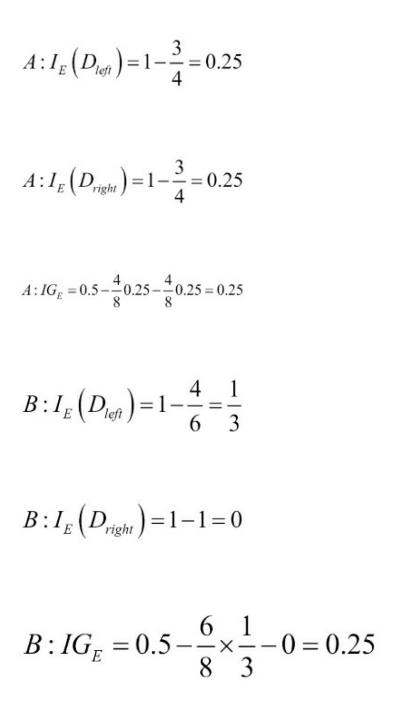 A : I_E (D_left) = 1 − 3/4 = 0.25
A : I_E (D_right) = 1 − 3/4 = 0.25
A : IG_E = 0.5 − 4/8 0.25 − 4/8 0.25 = 0.25
B : I_E (D_left) = 1 − 4/6 = 1/3
B : I_E (D_right) = 1 − 1 = 0
B : IG_E = 0.5 − 6/8 × 1/3 − 0 = 0.25